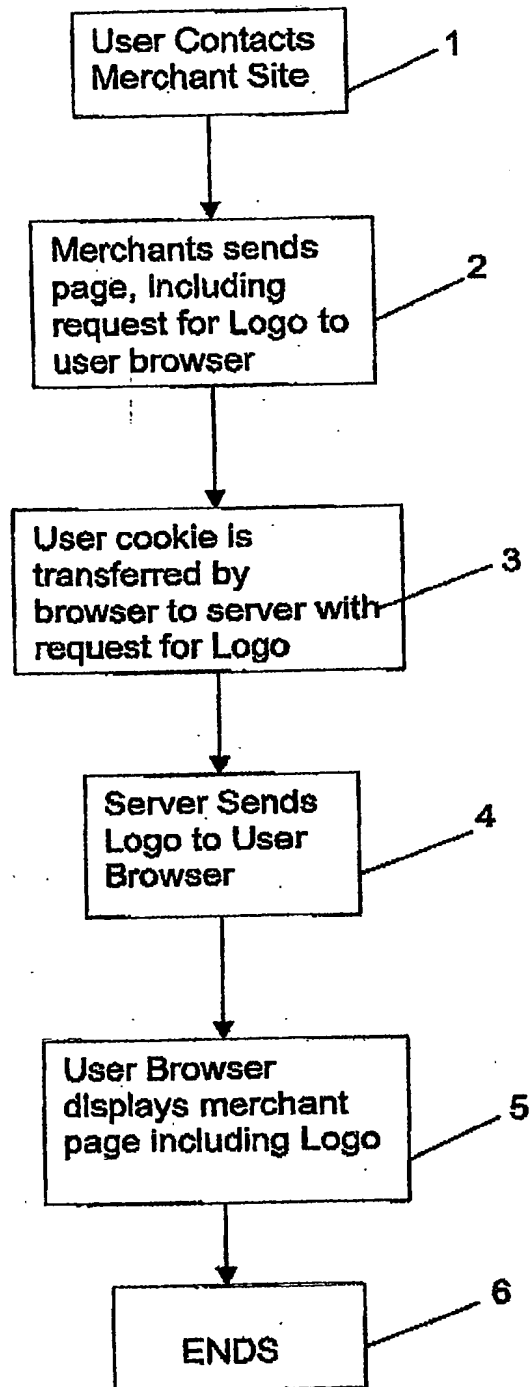 User Contacts
Merchant Site
1
Merchants sends
page, including
request for Logo to
user browser
2
User cookie is
transferred by
browser to server with
request for Logo
3
Server Sends
Logo to User
Browser
4
User Browser
displays merchant
page including Logo
5
ENDS
6